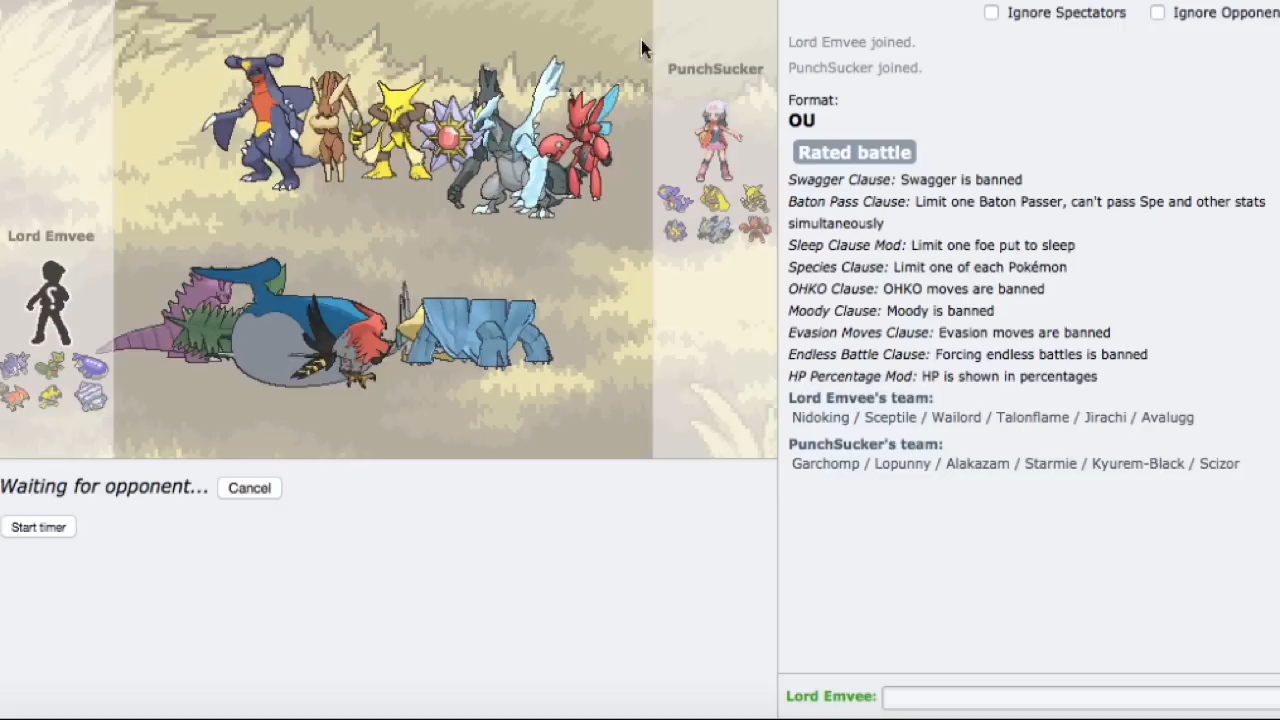 Ignore Spectators Ignore Opponen
Lord Emvee joined.
PunchSucker joined.
Format:
OU
Rated battle
Swagger Clause: Swagger is banned
Baton Pass Clause: Limit one Baton Passer, can't pass Spe and other stats
simultaneously
Sleep Clause Mod: Limit one foe put to sleep
Species Clause: Limit one of each Pokémon
OHKO Clause: OHKO moves are banned
Moody Clause: Moody is banned
Evasion Moves Clause: Evasion moves are banned
Endless Battle Clause: Forcing endless battles is banned
HP Percentage Mod: HP is shown in percentages
Lord Emvee's team:
Nidoking / Sceptile / Wailord / Talonflame / Jirachi / Avalugg
PunchSucker's team:
Garchomp / Lopunny / Alakazam / Starmie / Kyurem-Black / Scizor
PunchSucker
Lord Emvee
Waiting for opponent... Cancel
Start timer
Lord Emvee: